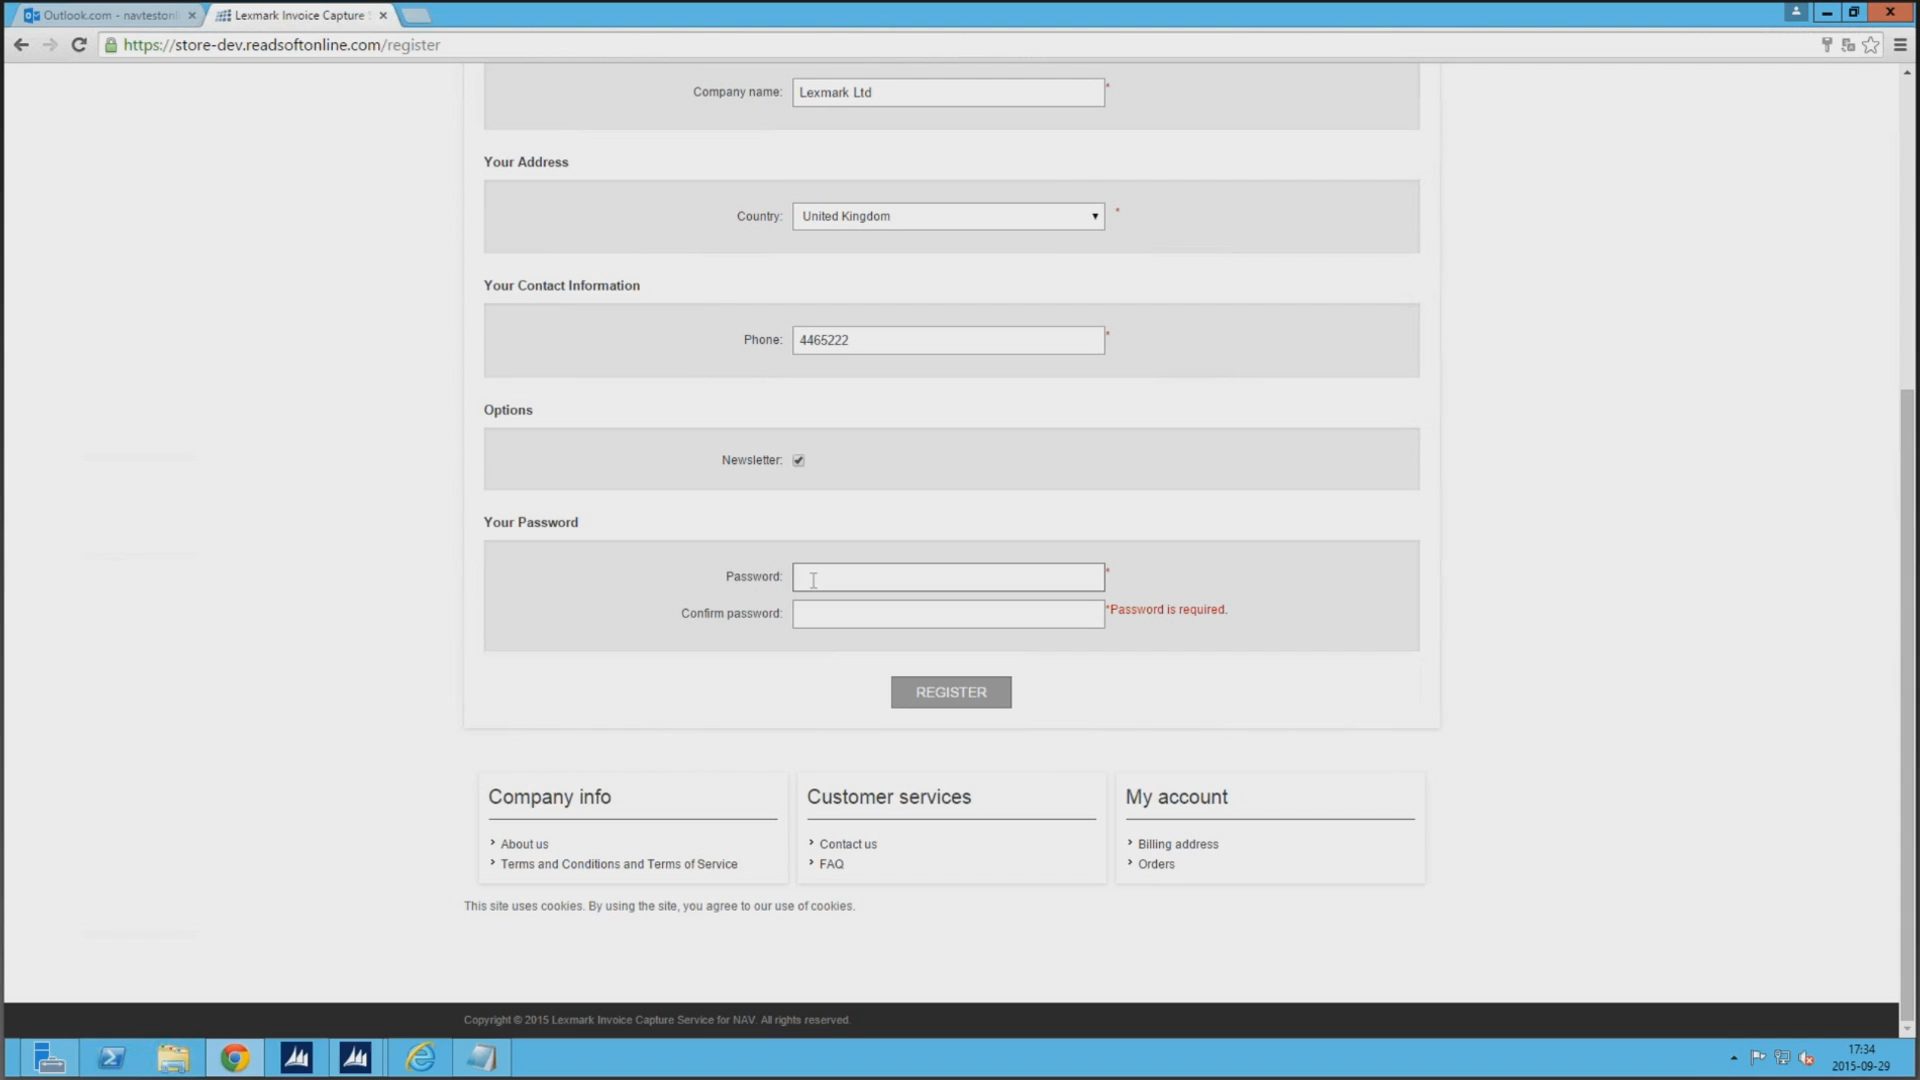 Outlook.com - navteston
Lexmark Invoice Capture S
https://store-dev.readsoftonline.com/register
Company name: Lexmark Ltd *
Your Address
Country: United Kingdom *
Your Contact Information
Phone: 4465222 *
Options
Newsletter:
Your Password
Password: *
Confirm password: *Password is required.
REGISTER
Company info
About us
Terms and Conditions and Terms of Service
Customer services
Contact us
FAQ
My account
Billing address
Orders
This site uses cookies. By using the site, you agree to our use of cookies.
Copyright © 2015 Lexmark Invoice Capture Service for NAV. All rights reserved.
17:34
2015-09-29